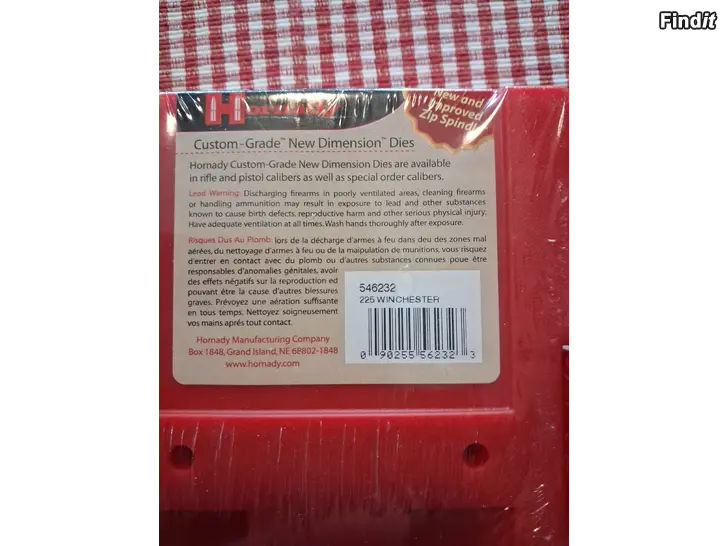 Findit
Hornady
New and
Improved
Zip Spindl
Custom-Grade™ New Dimension™ Dies
Hornady Custom-Grade New Dimension Dies are available
in rifle and pistol calibers as well as special order calibers.
Lead Warning: Discharging firearms in poorly ventilated areas, cleaning firearms
or handling ammunition may result in exposure to lead and other substances
known to cause birth defects, reproductive harm and other serious physical injury.
Have adequate ventilation at all times. Wash hands thoroughly after exposure.
Risques Dus Au Plomb: lors de la décharge d'armes à feu dans deu des zones mal
aérées, du nettoyage d'armes à feu ou de la maipulation de munitions, vous risquez
d'entrer en contact avec du plomb ou d'autres substances connues poue être
responsables d'anomalies génitales, avoir
des effets négatifs sur la reproduction ed
pouvant être la cause d'autres blessures
graves. Prévoyez une aération suffisante
en tous temps. Nettoyez soigneusement
vos mains aprés tout contact.
546232
225 WINCHESTER
0 90255 56232 3
Hornady Manufacturing Company
Box 1848, Grand Island, NE 68802-1848
www.hornady.com